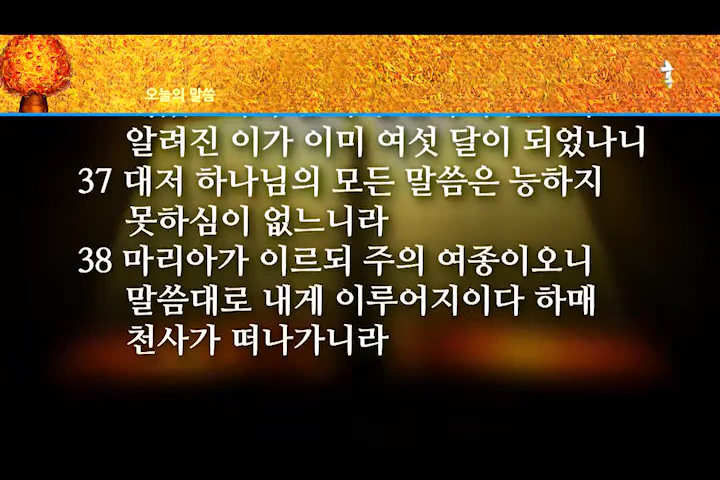 오늘의 말씀
알려진 이가 이미 여섯 달이 되었나니
37 대저 하나님의 모든 말씀은 능하지
못하심이 없느니라
38 마리아가 이르되 주의 여종이오니
말씀대로 내게 이루어지이다 하매
천사가 떠나가니라